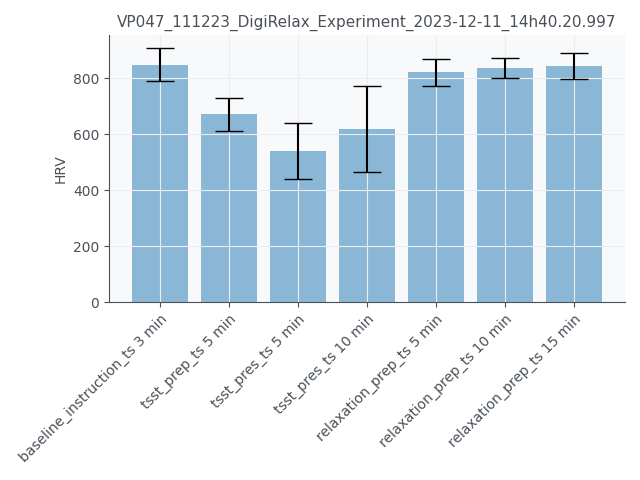 VP047_111223_DigiRelax_Experiment_2023-12-11_14h40.20.997
HRV
800
600
400
200
0
baseline_instruction_ts 3 min
tsst_prep_ts 5 min
tsst_pres_ts 5 min
tsst_pres_ts 10 min
relaxation_prep_ts 5 min
relaxation_prep_ts 10 min
relaxation_prep_ts 15 min